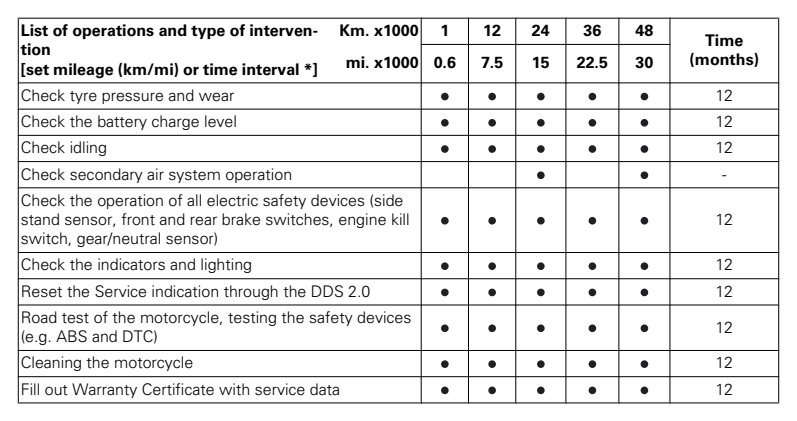 List of operations and type of interven- Km. x1000 1 12 24 36 48 Time
tion
[set mileage (km/mi) or time interval *] mi. x1000 0.6 7.5 15 22.5 30 (months)
Check tyre pressure and wear ● ● ● ● ● 12
Check the battery charge level ● ● ● ● ● 12
Check idling ● ● ● ● ● 12
Check secondary air system operation ● ● -
Check the operation of all electric safety devices (side
stand sensor, front and rear brake switches, engine kill ● ● ● ● ● 12
switch, gear/neutral sensor)
Check the indicators and lighting ● ● ● ● ● 12
Reset the Service indication through the DDS 2.0 ● ● ● ● ● 12
Road test of the motorcycle, testing the safety devices ● ● ● ● ● 12
(e.g. ABS and DTC)
Cleaning the motorcycle ● ● ● ● ● 12
Fill out Warranty Certificate with service data ● ● ● ● ● 12